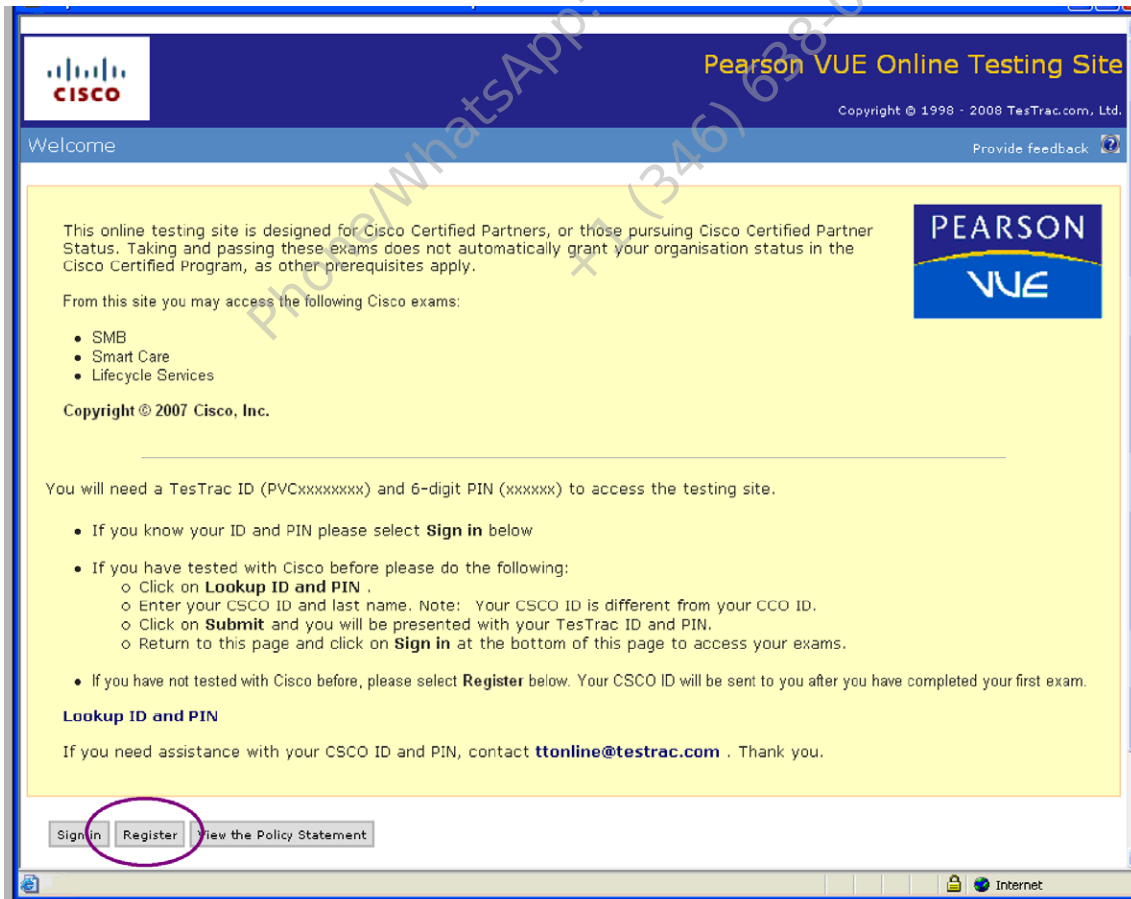 CISCO
Pearson VUE Online Testing Site
Copyright © 1998 - 2008 TesTrac.com, Ltd.
Welcome
Provide feedback
This online testing site is designed for Cisco Certified Partners, or those pursuing Cisco Certified Partner
Status. Taking and passing these exams does not automatically grant your organisation status in the
Cisco Certified Program, as other prerequisites apply.
PEARSON
VUE
From this site you may access the following Cisco exams:
• SMB
• Smart Care
• Lifecycle Services
Copyright © 2007 Cisco, Inc.
You will need a TesTrac ID (PVCxxxxxxxx) and 6-digit PIN (xxxxxx) to access the testing site.
• If you know your ID and PIN please select Sign in below
• If you have tested with Cisco before please do the following:
o Click on Lookup ID and PIN .
o Enter your CSCO ID and last name. Note: Your CSCO ID is different from your CCO ID.
o Click on Submit and you will be presented with your TesTrac ID and PIN.
o Return to this page and click on Sign in at the bottom of this page to access your exams.
• If you have not tested with Cisco before, please select Register below. Your CSCO ID will be sent to you after you have completed your first exam.
Lookup ID and PIN
If you need assistance with your CSCO ID and PIN, contact ttonline@testrac.com . Thank you.
Sign in Register View the Policy Statement
Internet
Phone/WhatsApp:
+1 (346) 638-